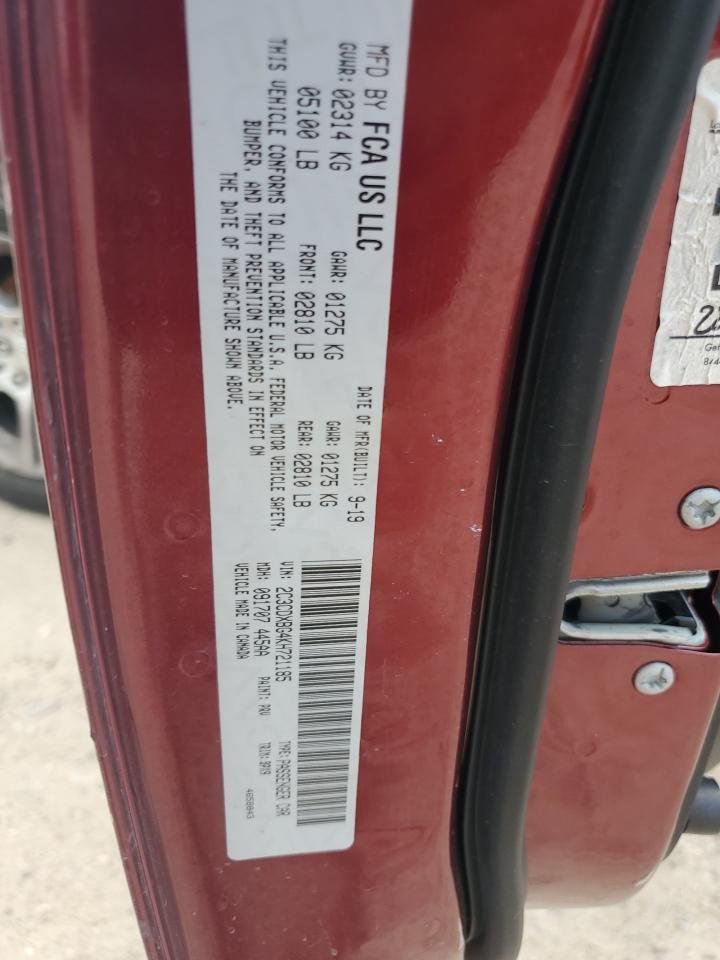 MFD BY FCA US LLC
DATE OF MFR(BUILT): 9-19
GVWR: 02314 KG GAWR: 01275 KG GAWR: 01275 KG
05100 LB FRONT: 02810 LB REAR: 02810 LB
THIS VEHICLE CONFORMS TO ALL APPLICABLE U.S.A. FEDERAL MOTOR VEHICLE SAFETY,
BUMPER, AND THEFT PREVENTION STANDARDS IN EFFECT ON
THE DATE OF MANUFACTURE SHOWN ABOVE.
VIN: 2C3CDXBG4KH721185 TYPE: PASSENGER CAR
MDH: 091707 445AA PAINT: PRV TRIM:
VEHICLE MADE IN CANADA